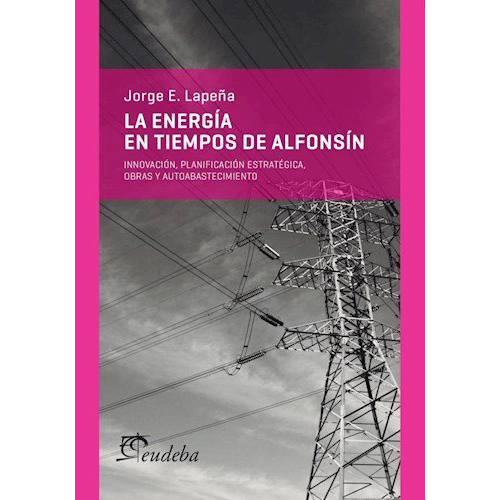 Jorge E. Lapeña
LA ENERGÍA
EN TIEMPOS DE ALFONSÍN
INNOVACIÓN, PLANIFICACIÓN ESTRATÉGICA,
OBRAS Y AUTOABASTECIMIENTO
eudeba